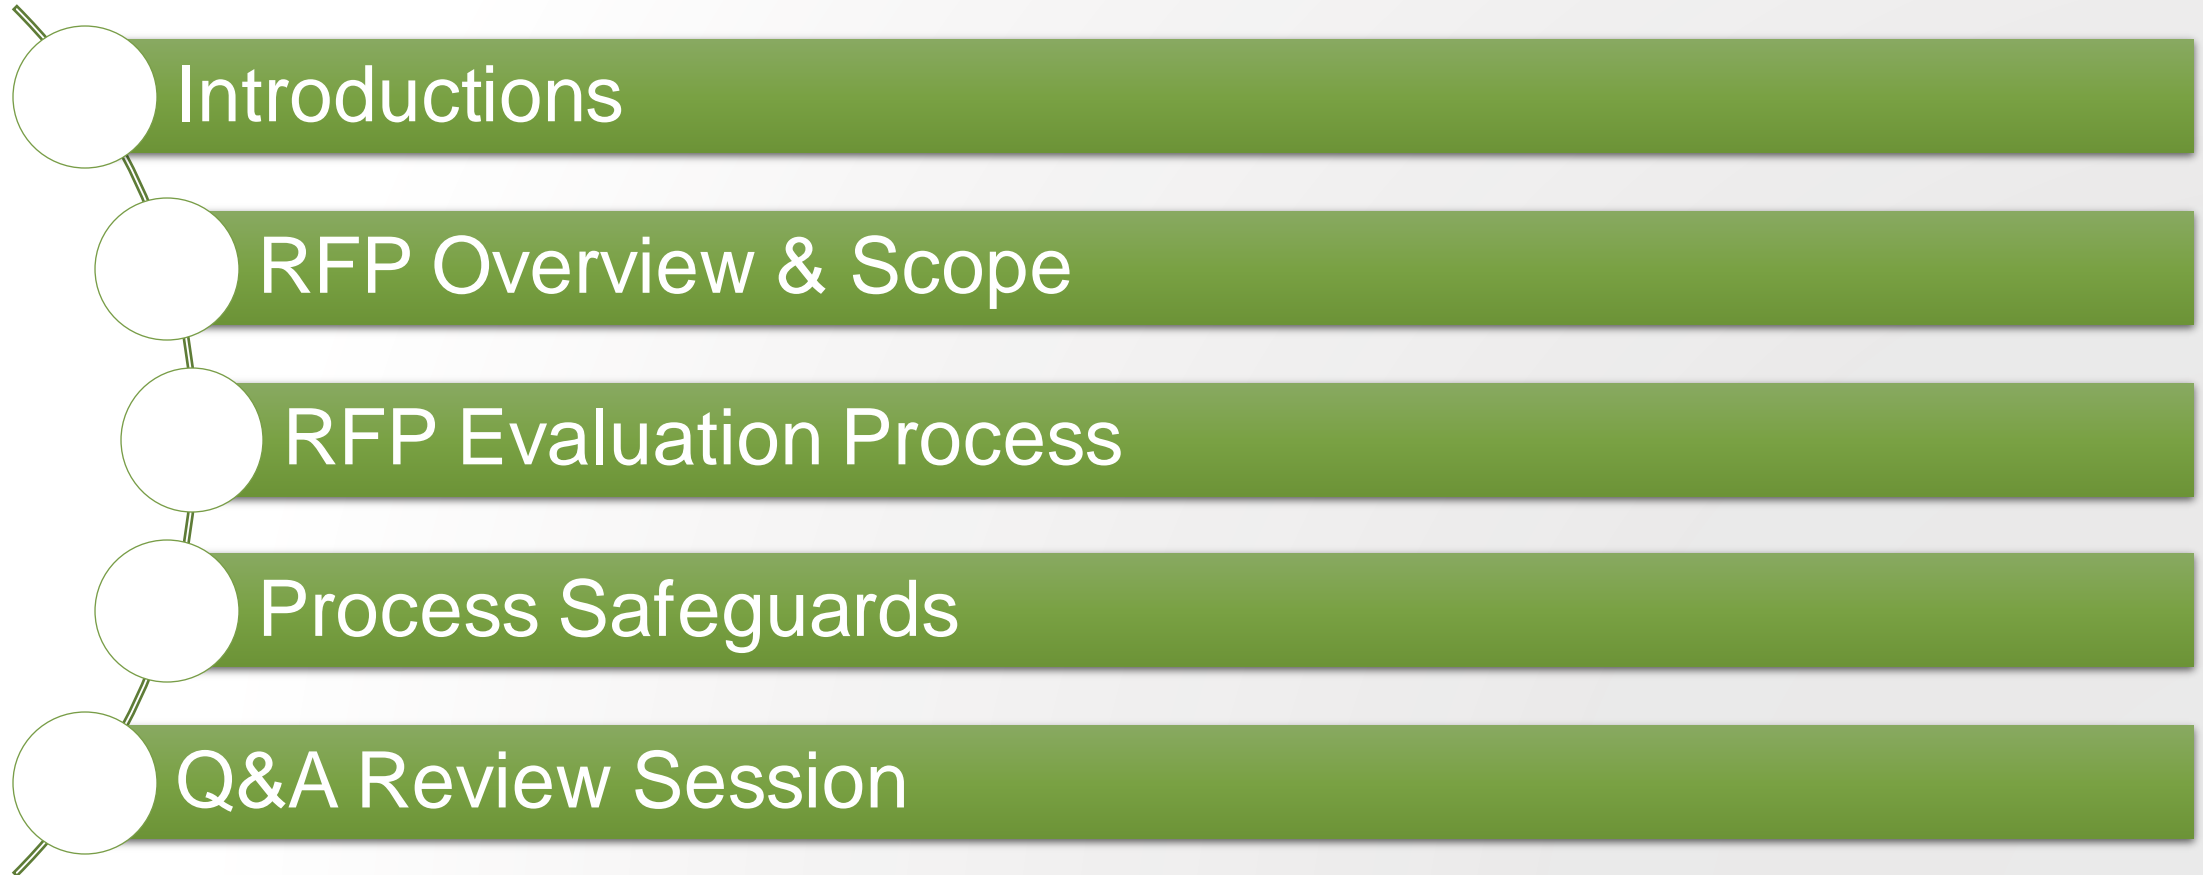 Introductions
RFP Overview & Scope
RFP Evaluation Process
Process Safeguards
Q&A Review Session